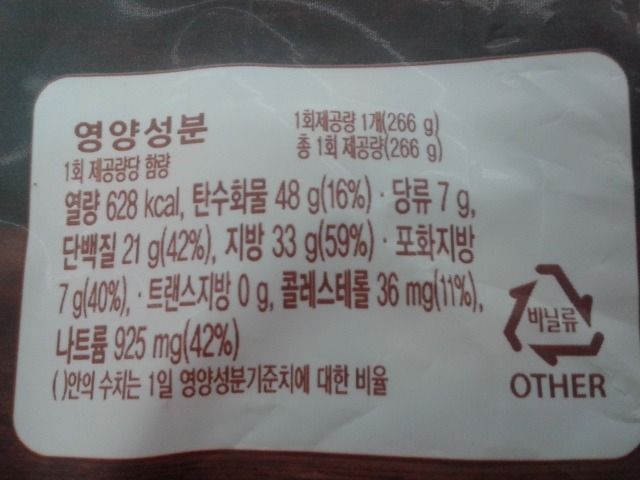 영양성분
1회제공량 1개(266 g)
총 1회 제공량(266 g)
1회 제공량당 함량
열량 628 kcal, 탄수화물 48 g(16%) · 당류 7 g,
단백질 21 g(42%), 지방 33 g(59%) · 포화지방
7 g(40%), · 트랜스지방 0 g, 콜레스테롤 36 mg(11%),
나트륨 925 mg(42%)
( )안의 수치는 1일 영양성분기준치에 대한 비율
비닐류
OTHER